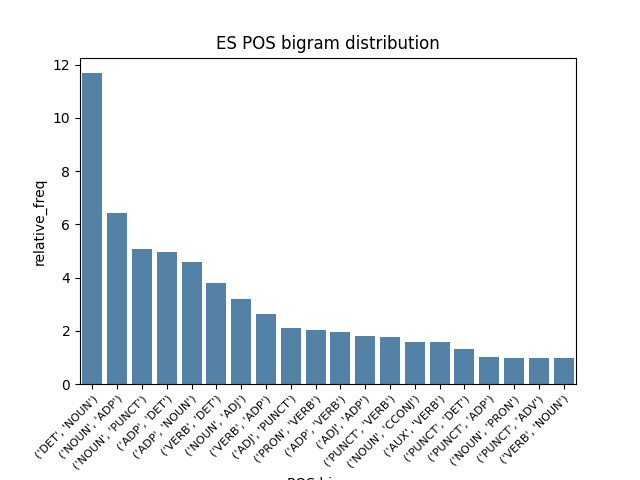 ES POS bigram distribution
relative_freq
12
10
8
6
4
2
0
('DET', 'NOUN')
('NOUN', 'ADP')
('NOUN', 'PUNCT')
('ADP', 'DET')
('ADP', 'NOUN')
('VERB', 'DET')
('NOUN', 'ADJ')
('VERB', 'ADP')
('ADJ', 'PUNCT')
('PRON', 'VERB')
('ADP', 'VERB')
('ADJ', 'ADP')
('PUNCT', 'VERB')
('NOUN', 'CCONJ')
('AUX', 'VERB')
('PUNCT', 'DET')
('PUNCT', 'ADP')
('NOUN', 'PRON')
('PUNCT', 'ADV')
('VERB', 'NOUN')